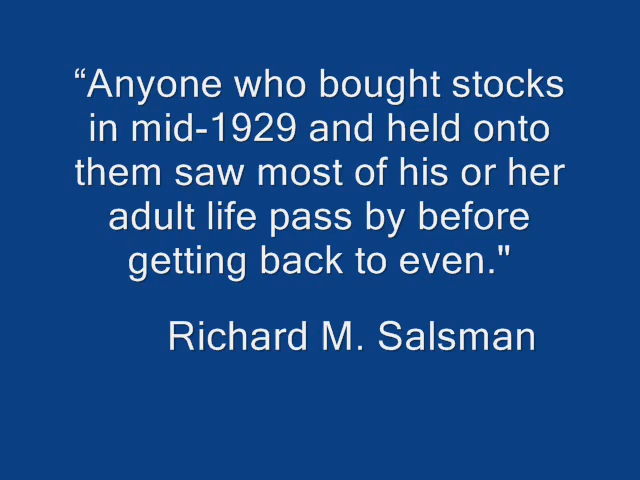 “Anyone who bought stocks
in mid-1929 and held onto
them saw most of his or her
adult life pass by before
getting back to even."
Richard M. Salsman